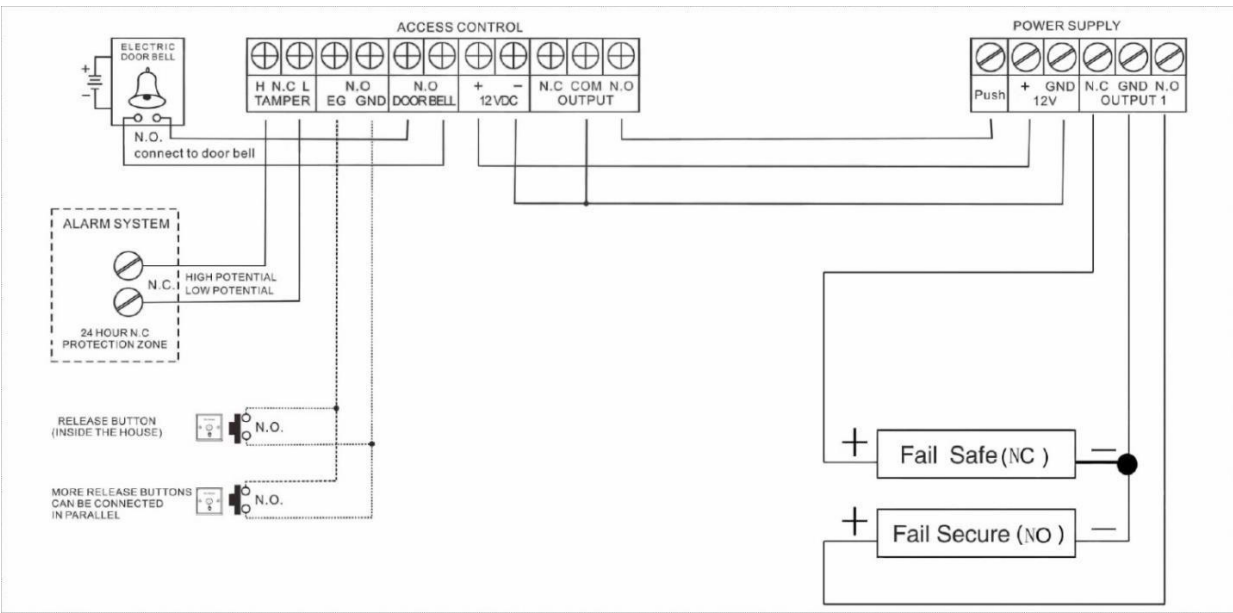 ACCESS CONTROL
POWER SUPPLY
ELECTRIC
DOOR BELL
+
−
H N.C L
TAMPER
N.O
EG GND
N.O
DOOR BELL
+ −
12 VDC
N.C COM N.O
OUTPUT
Push
+ GND
12V
N.C GND N.O
OUTPUT 1
N.O.
connect to door bell
ALARM SYSTEM
N.C.
HIGH POTENTIAL
LOW POTENTIAL
24 HOUR N.C
PROTECTION ZONE
RELEASE BUTTON
(INSIDE THE HOUSE)
N.O.
MORE RELEASE BUTTONS
CAN BE CONNECTED
IN PARALLEL
N.O.
+ Fail Safe (NC ) −
+ Fail Secure (NO ) −